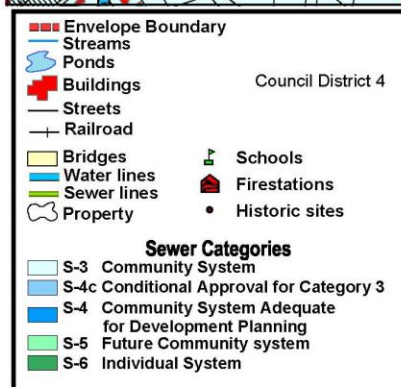 Envelope Boundary
Streams
Ponds
Buildings
Council District 4
Streets
Railroad
Bridges
Schools
Water lines
Firestations
Sewer lines
Property
Historic sites
Sewer Categories
S-3 Community System
S-4c Conditional Approval for Category 3
S-4 Community System Adequate
for Development Planning
S-5 Future Community system
S-6 Individual System